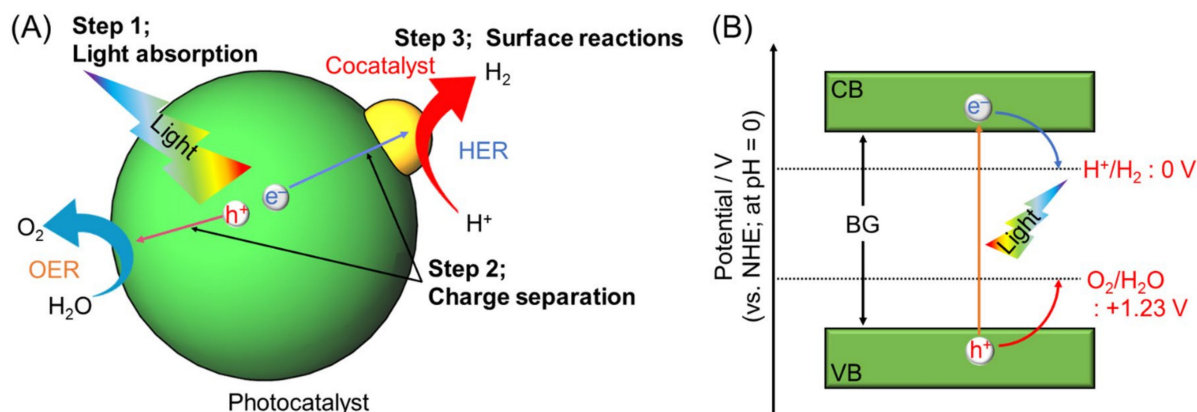 (A)
Step 1;
Light absorption
Light
Step 3; Surface reactions
Cocatalyst
H₂
HER
H⁺
e⁻
h⁺
O₂
OER
H₂O
Step 2;
Charge separation
Photocatalyst
(B)
Potential / V
(vs. NHE; at pH = 0)
CB
e⁻
H⁺/H₂ : 0 V
BG
Light
O₂/H₂O
: +1.23 V
h⁺
VB